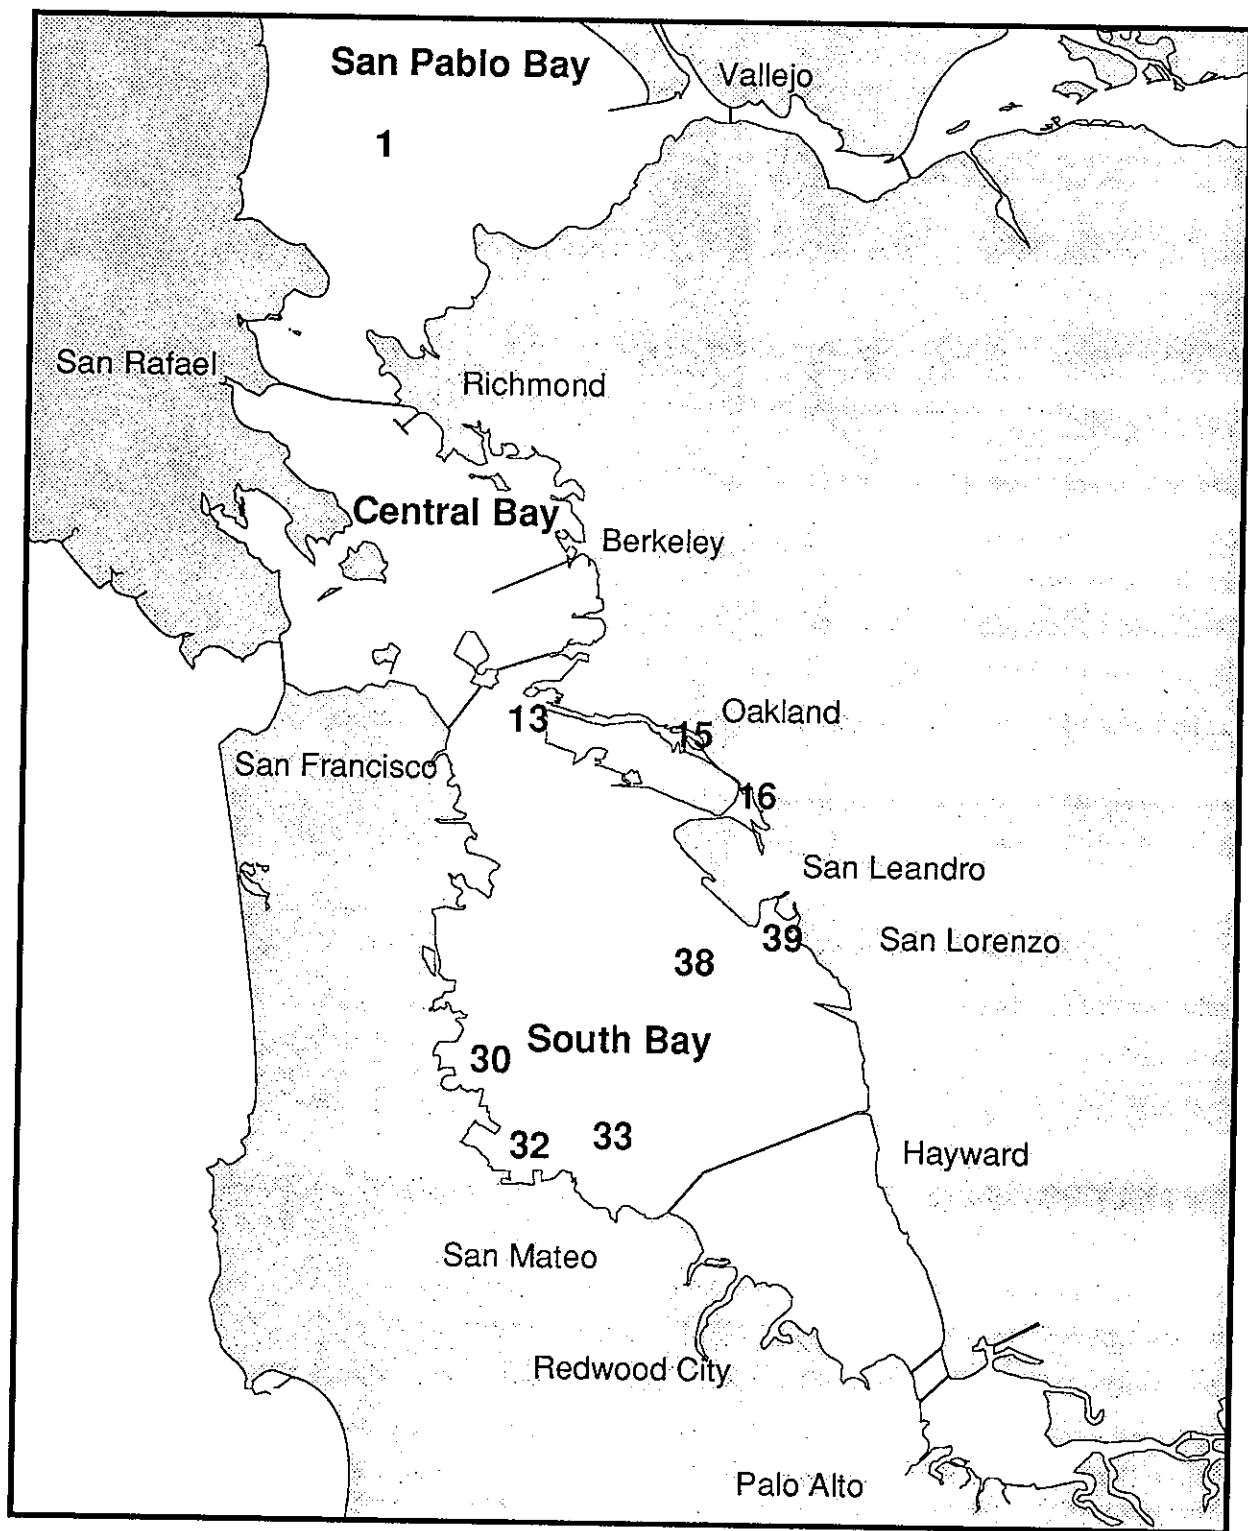 San Pablo Bay
Vallejo
1
San Rafael
Richmond
Central Bay
Berkeley
13
15
Oakland
San Francisco
16
San Leandro
39
San Lorenzo
38
South Bay
30
33
32
Hayward
San Mateo
Redwood City
Palo Alto